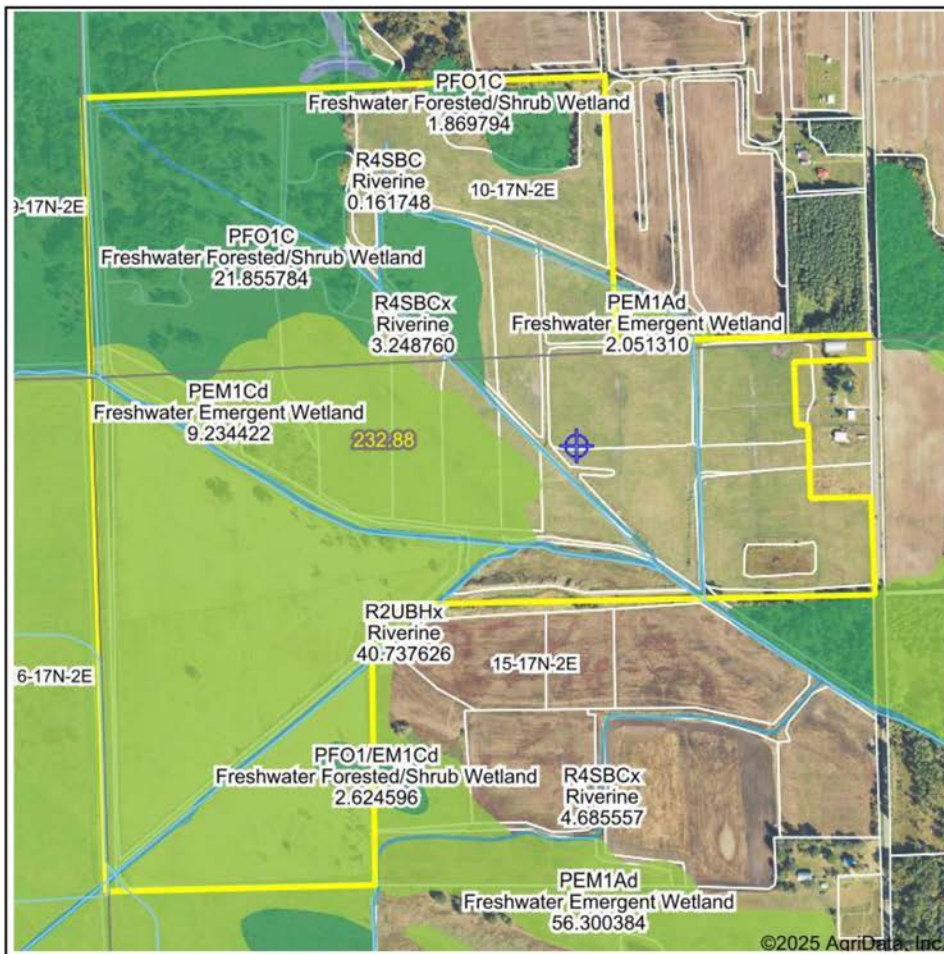 PFO1C
Freshwater Forested/Shrub Wetland
1.869794
R4SBC
Riverine
0.161748
10-17N-2E
9-17N-2E
PFO1C
Freshwater Forested/Shrub Wetland
21.855784
R4SBCx
Riverine
3.248760
PEM1Ad
Freshwater Emergent Wetland
2.051310
PEM1Cd
Freshwater Emergent Wetland
9.234422
232.88
R2UBHx
Riverine
40.737626
6-17N-2E
15-17N-2E
PFO1/EM1Cd
Freshwater Forested/Shrub Wetland
2.624596
R4SBCx
Riverine
4.685557
PEM1Ad
Freshwater Emergent Wetland
56.300384
©2025 AgriData, Inc.